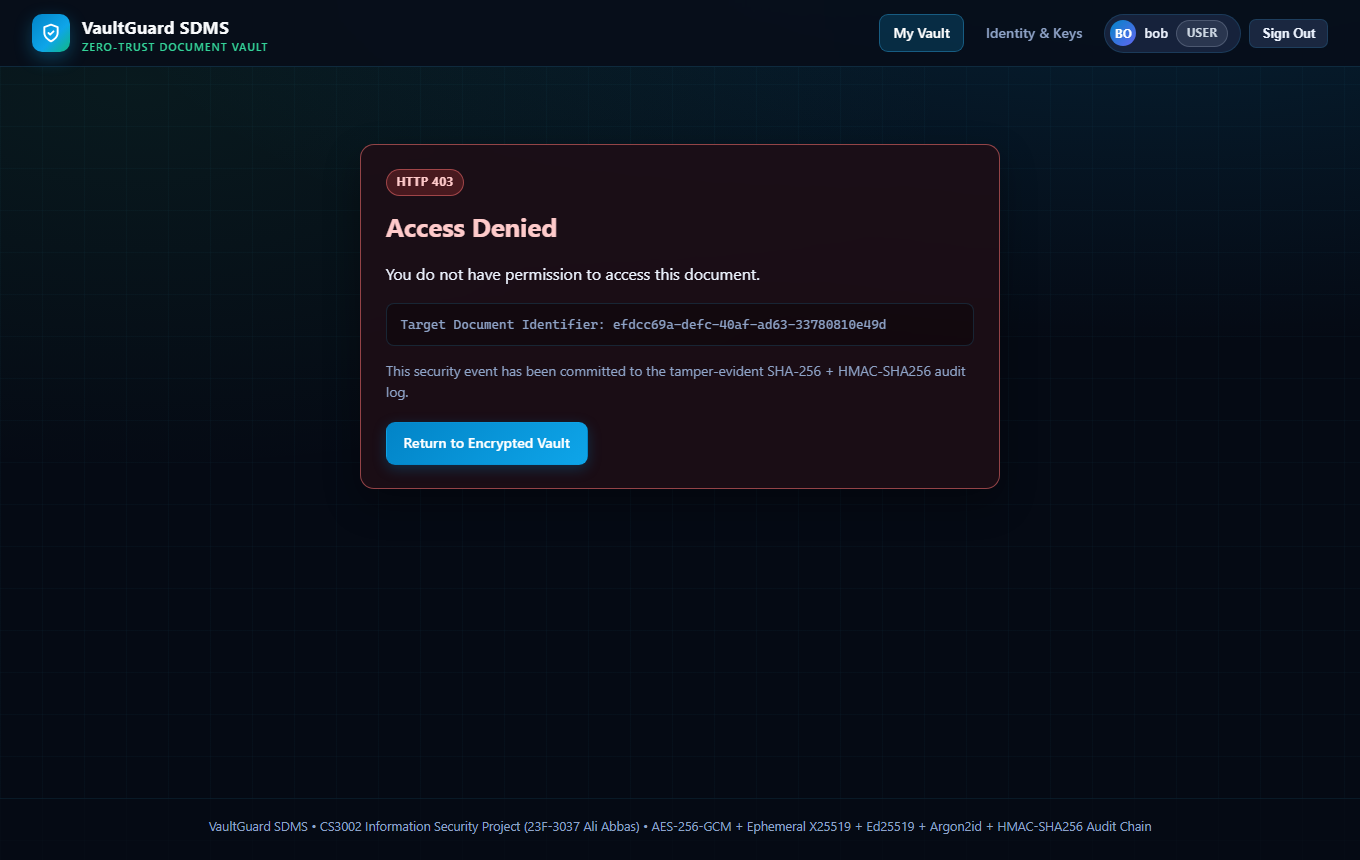 VaultGuard SDMS
ZERO-TRUST DOCUMENT VAULT
My Vault
Identity & Keys
BO
bob
USER
Sign Out
HTTP 403
Access Denied
You do not have permission to access this document.
Target Document Identifier: efdcc69a-defc-40af-ad63-33780810e49d
This security event has been committed to the tamper-evident SHA-256 + HMAC-SHA256 audit
log.
Return to Encrypted Vault
VaultGuard SDMS • CS3002 Information Security Project (23F-3037 Ali Abbas) • AES-256-GCM + Ephemeral X25519 + Ed25519 + Argon2id + HMAC-SHA256 Audit Chain